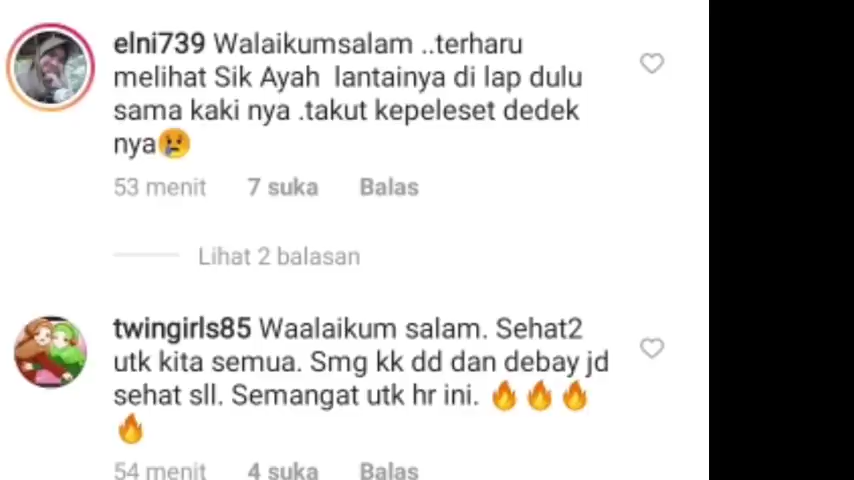 elni739 Walaikumsalam ..terharu
melihat Sik Ayah lantainya di lap dulu
sama kaki nya .takut kepeleset dedek
nya😢
53 menit 7 suka Balas
Lihat 2 balasan
twingirls85 Waalaikum salam. Sehat2
utk kita semua. Smg kk dd dan debay jd
sehat sll. Semangat utk hr ini. 🔥🔥🔥
🔥
54 menit 4 suka Balas